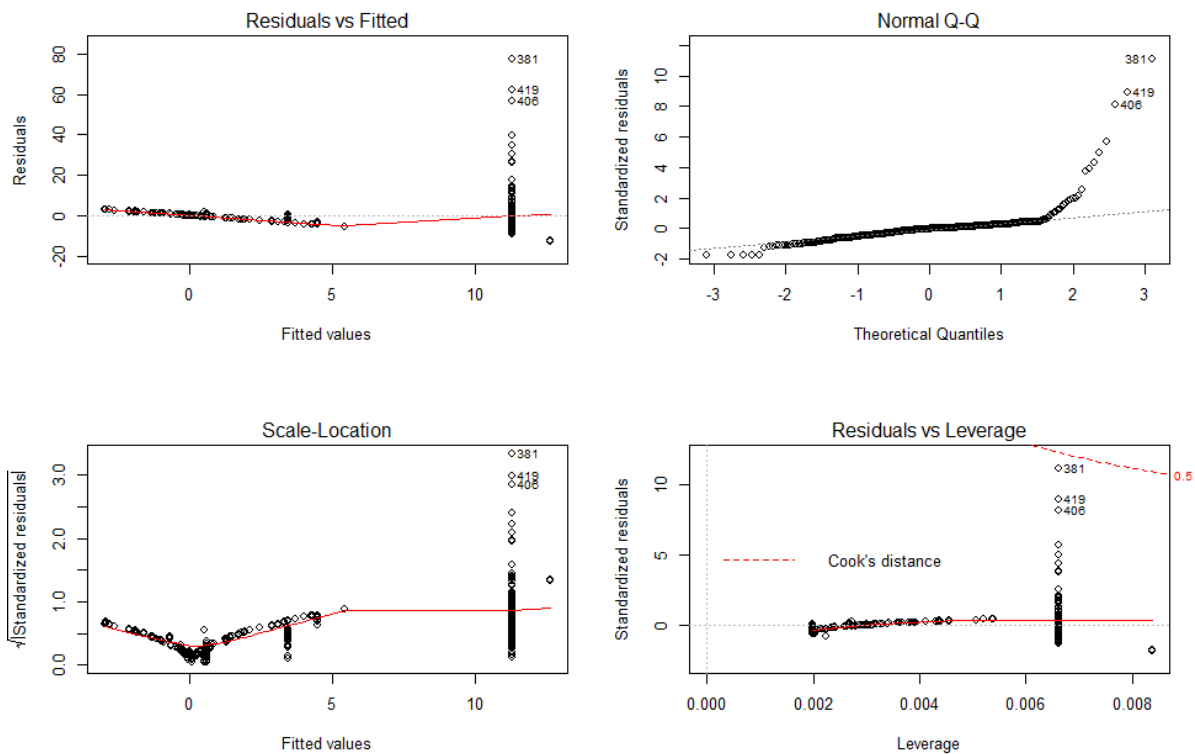 Residuals vs Fitted
Residuals
-20 0 20 40 60 80
381
419
406
0 5 10
Fitted values
Normal Q-Q
Standardized residuals
-2 0 2 4 6 8 10
381
419
406
-3 -2 -1 0 1 2 3
Theoretical Quantiles
Scale-Location
√|Standardized residuals|
0.0 1.0 2.0 3.0
381
419
406
0 5 10
Fitted values
Residuals vs Leverage
Standardized residuals
0 5 10
381
419
406
0.5
Cook's distance
0.000 0.002 0.004 0.006 0.008
Leverage